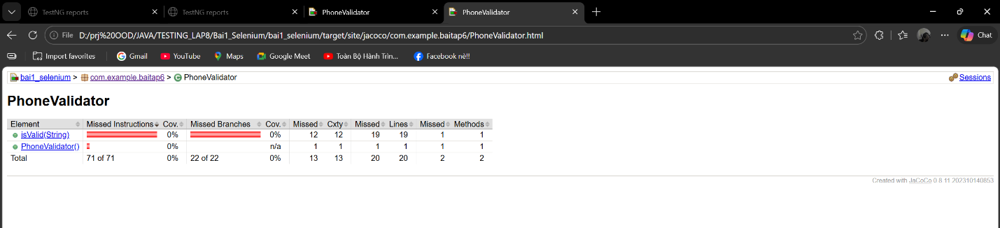 TestNG reports TestNG reports PhoneValidator PhoneValidator
File D:/prj%20OOD/JAVA/TESTING_LAP8/Bai1_Selenium/bai1_selenium/target/site/jacoco/com.example.baitap6/PhoneValidator.html Chat
Import favorites Gmail YouTube Maps Google Meet Toàn Bộ Hành Trìn... Facebook nè!!
bai1_selenium > com.example.baitap6 > PhoneValidator Sessions
PhoneValidator
Element Missed Instructions Cov. Missed Branches Cov. Missed Cxty Missed Lines Missed Methods
isValid(String) 0% 0% 12 12 19 19 1 1
PhoneValidator() 0% n/a 1 1 1 1 1 1
Total 71 of 71 0% 22 of 22 0% 13 13 20 20 2 2
Created with JaCoCo 0.8.11.202310140853